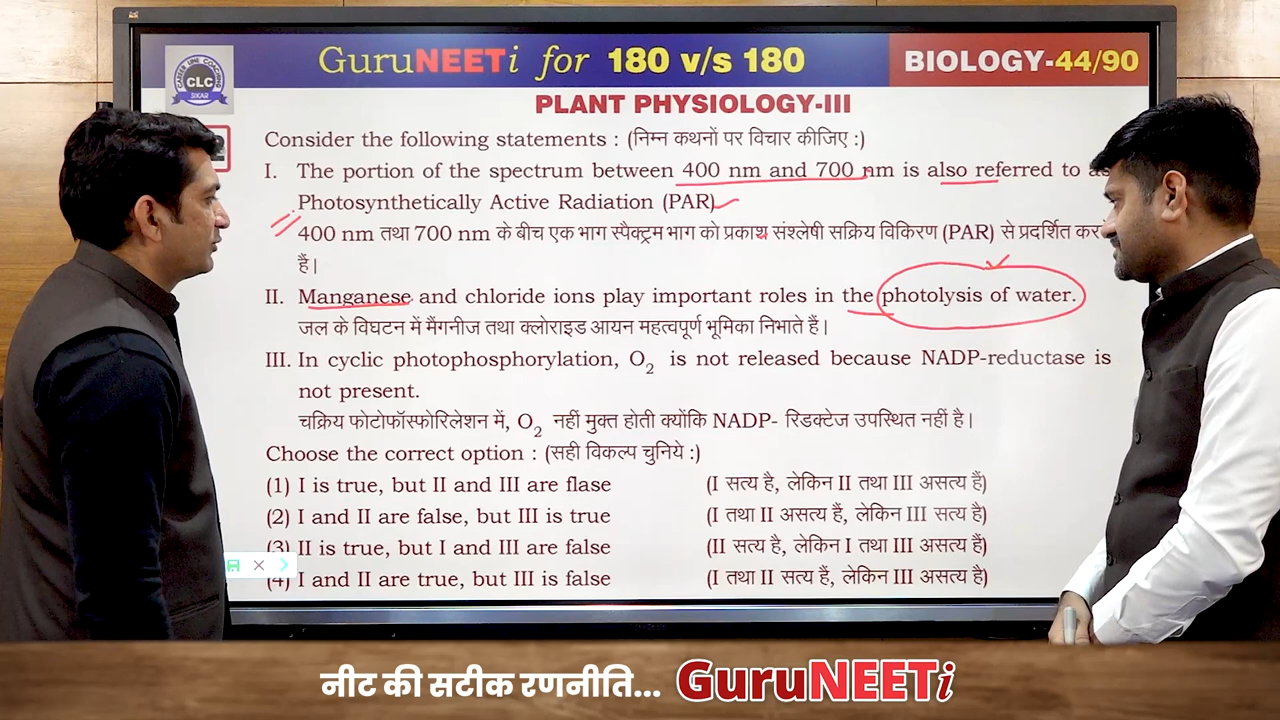 GuruNEETi for 180 v/s 180
BIOLOGY-44/90
CLC
SIKAR
PLANT PHYSIOLOGY-III
2
Consider the following statements : (निम्न कथनों पर विचार कीजिए :)
I. The portion of the spectrum between 400 nm and 700 nm is also referred to as
Photosynthetically Active Radiation (PAR)
400 nm तथा 700 nm के बीच एक भाग स्पैक्ट्रम भाग को प्रकाश संश्लेषी सक्रिय विकिरण (PAR) से प्रदर्शित कर
हैं।
II. Manganese and chloride ions play important roles in the photolysis of water.
जल के विघटन में मैंगनीज तथा क्लोराइड आयन महत्वपूर्ण भूमिका निभाते हैं।
III. In cyclic photophosphorylation, O2 is not released because NADP-reductase is
not present.
चक्रिय फोटोफॉस्फोरिलेशन में, O2 नहीं मुक्त होती क्योंकि NADP- रिडक्टेज उपस्थित नहीं है।
Choose the correct option : (सही विकल्प चुनिये :)
(1) I is true, but II and III are flase (I सत्य है, लेकिन II तथा III असत्य हैं)
(2) I and II are false, but III is true (I तथा II असत्य हैं, लेकिन III सत्य है)
(3) II is true, but I and III are false (II सत्य है, लेकिन I तथा III असत्य हैं)
(4) I and II are true, but III is false (I तथा II सत्य हैं, लेकिन III असत्य है)
नीट की सटीक रणनीति... GuruNEETi